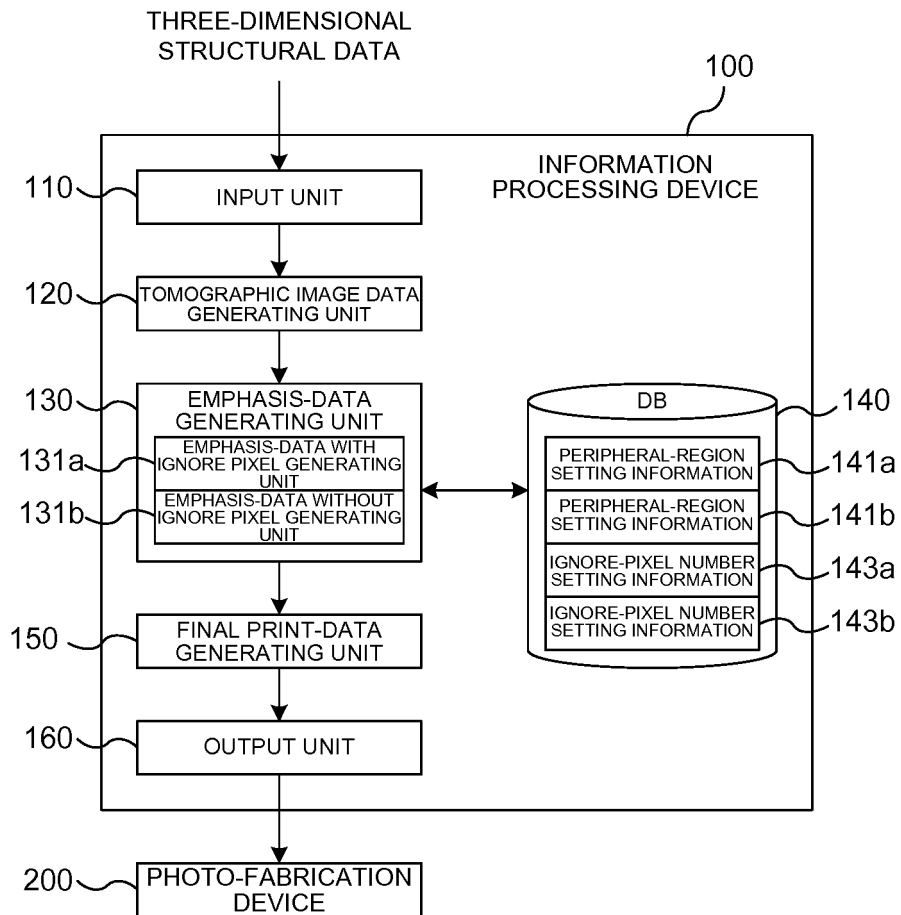 THREE-DIMENSIONAL
STRUCTURAL DATA
100
INFORMATION
PROCESSING DEVICE
110
INPUT UNIT
120
TOMOGRAPHIC IMAGE DATA
GENERATING UNIT
130
EMPHASIS-DATA
GENERATING UNIT
131a
EMPHASIS-DATA WITH
IGNORE PIXEL GENERATING
UNIT
131b
EMPHASIS-DATA WITHOUT
IGNORE PIXEL GENERATING
UNIT
DB
140
PERIPHERAL-REGION
SETTING INFORMATION
141a
PERIPHERAL-REGION
SETTING INFORMATION
141b
IGNORE-PIXEL NUMBER
SETTING INFORMATION
143a
IGNORE-PIXEL NUMBER
SETTING INFORMATION
143b
150
FINAL PRINT-DATA
GENERATING UNIT
160
OUTPUT UNIT
200
PHOTO-FABRICATION
DEVICE